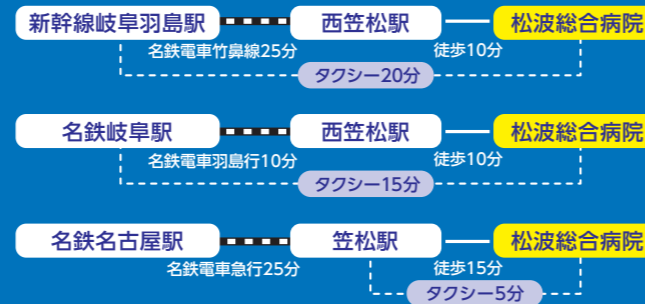 新幹線岐阜羽島駅 西笠松駅 松波総合病院
名鉄電車竹鼻線25分 徒歩10分
タクシー20分
名鉄岐阜駅 西笠松駅 松波総合病院
名鉄電車羽島行10分 徒歩10分
タクシー15分
名鉄名古屋駅 笠松駅 松波総合病院
名鉄電車急行25分 徒歩15分
タクシー5分